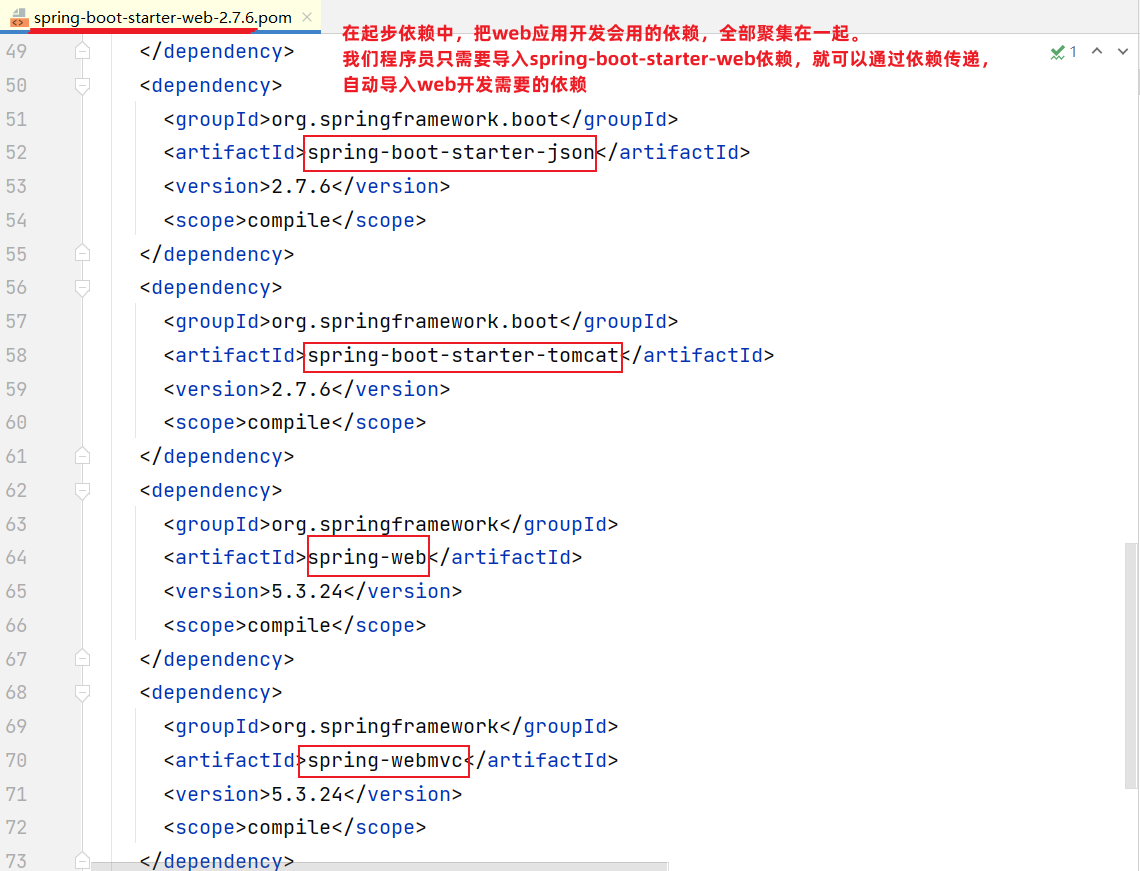 spring-boot-starter-web-2.7.6.pom
在起步依赖中，把web应用开发会用的依赖，全部聚集在一起。
我们程序员只需要导入spring-boot-starter-web依赖，就可以通过依赖传递，
自动导入web开发需要的依赖
1
49 </dependency>
50 <dependency>
51 <groupId>org.springframework.boot</groupId>
52 <artifactId>spring-boot-starter-json</artifactId>
53 <version>2.7.6</version>
54 <scope>compile</scope>
55 </dependency>
56 <dependency>
57 <groupId>org.springframework.boot</groupId>
58 <artifactId>spring-boot-starter-tomcat</artifactId>
59 <version>2.7.6</version>
60 <scope>compile</scope>
61 </dependency>
62 <dependency>
63 <groupId>org.springframework</groupId>
64 <artifactId>spring-web</artifactId>
65 <version>5.3.24</version>
66 <scope>compile</scope>
67 </dependency>
68 <dependency>
69 <groupId>org.springframework</groupId>
70 <artifactId>spring-webmvc</artifactId>
71 <version>5.3.24</version>
72 <scope>compile</scope>
73 </dependency>